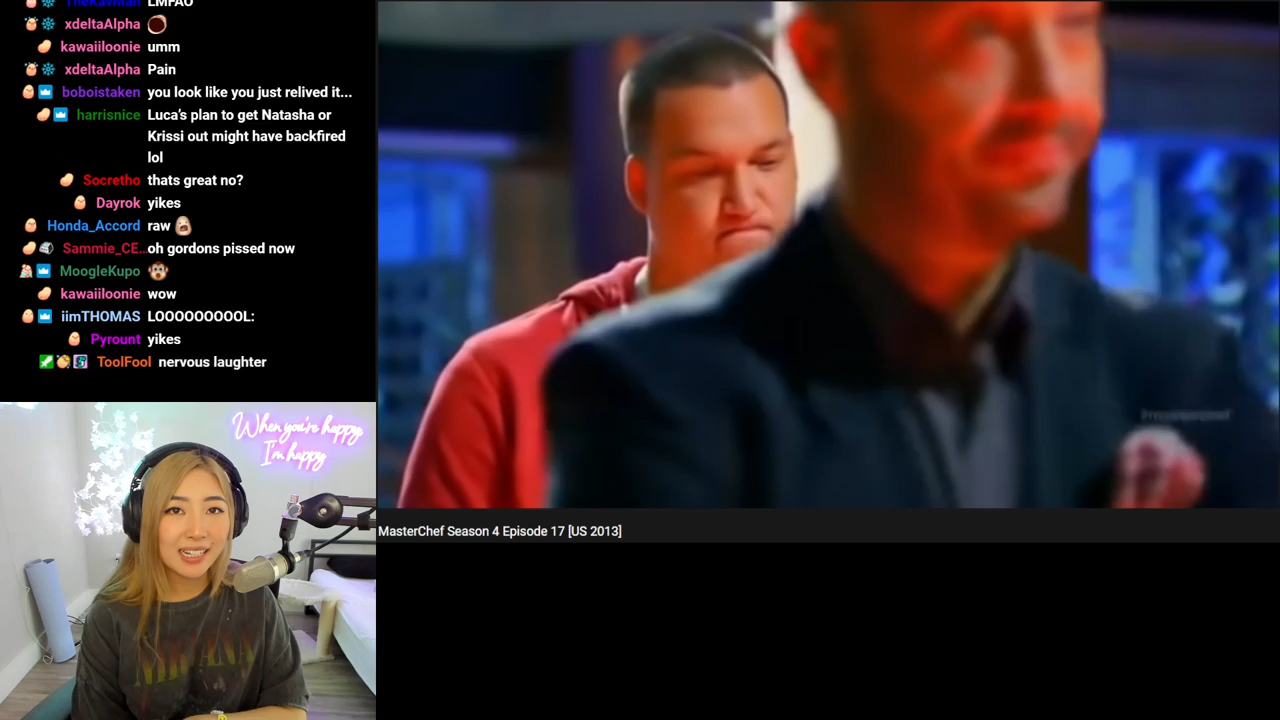 TheKavMan LMFAO
xdeltaAlpha
kawaiiloonie umm
xdeltaAlpha Pain
boboistaken you look like you just relived it...
harrisnice Luca's plan to get Natasha or
Krissi out might have backfired
lol
Socretho thats great no?
Dayrok yikes
Honda_Accord raw
Sammie_CE... oh gordons pissed now
MoogleKupo
kawaiiloonie wow
iimTHOMAS LOOOOOOOOOL:
Pyrount yikes
ToolFool nervous laughter
When you're happy
I'm happy
NIRVANA
MasterChef Season 4 Episode 17 [US 2013]